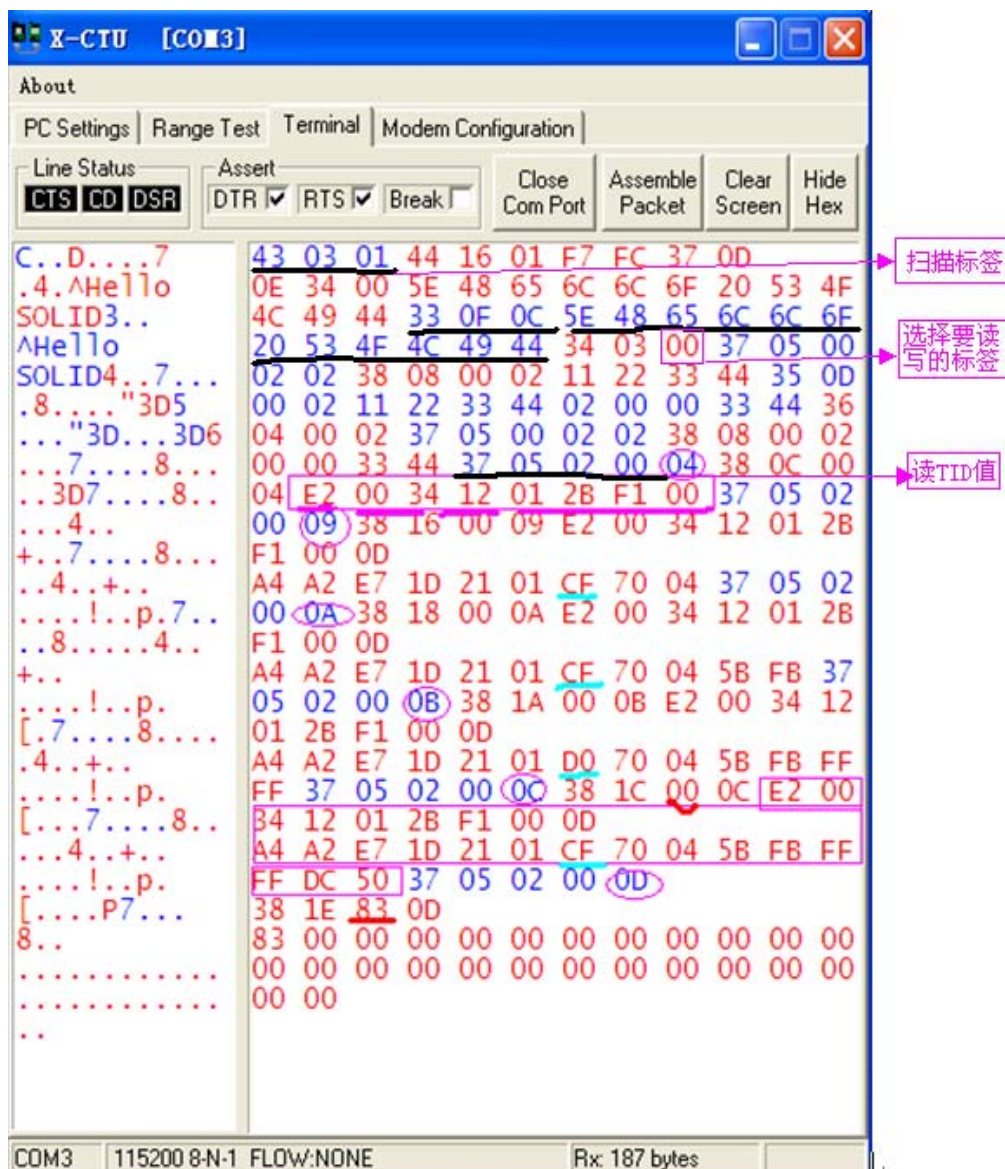 X-CTU [COM3]
About
PC Settings
Range Test
Terminal
Modem Configuration
Line Status
CTS CD DSR
Assert
DTR RTS Break
Close Com Port
Assemble Packet
Clear Screen
Hide Hex
C..D....7
.4.^Hello
SOLID3..
^Hello
SOLID4..7...
.8...."3D5
..."3D...3D6
...7....8...
..3D7....8..
...4..
+..7....8...
..4..+..
....!..p.7..
..8.....4..
+..
....!..p.
[.7....8....
.4..+..
....!..p.
[...7....8..
...4..+..
....!..p.
[....P7...
8..
............
............
..
43 03 01 44 16 01 F7 FC 37 0D
0E 34 00 5E 48 65 6C 6C 6F 20 53 4F
4C 49 44 33 0F 0C 5E 48 65 6C 6C 6F
20 53 4F 4C 49 44 34 03 00 37 05 00
02 02 38 08 00 02 11 22 33 44 35 0D
00 02 11 22 33 44 02 00 00 33 44 36
04 00 02 37 05 00 02 02 38 08 00 02
00 00 33 44 37 05 02 00 04 38 0C 00
04 E2 00 34 12 01 2B F1 00 37 05 02
00 09 38 16 00 09 E2 00 34 12 01 2B
F1 00 0D
A4 A2 E7 1D 21 01 CF 70 04 37 05 02
00 0A 38 18 00 0A E2 00 34 12 01 2B
F1 00 0D
A4 A2 E7 1D 21 01 CF 70 04 5B FB 37
05 02 00 0B 38 1A 00 0B E2 00 34 12
01 2B F1 00 0D
A4 A2 E7 1D 21 01 D0 70 04 5B FB FF
FF 37 05 02 00 0C 38 1C 00 0C E2 00
34 12 01 2B F1 00 0D
A4 A2 E7 1D 21 01 CF 70 04 5B FB FF
FF DC 50 37 05 02 00 0D
38 1E 83 0D
83 00 00 00 00 00 00 00 00 00 00 00
00 00 00 00 00 00 00 00 00 00 00 00
00 00
扫描标签
选择要读
写的标签
读TID值
COM3
115200 8-N-1 FLOW:NONE
Rx: 187 bytes